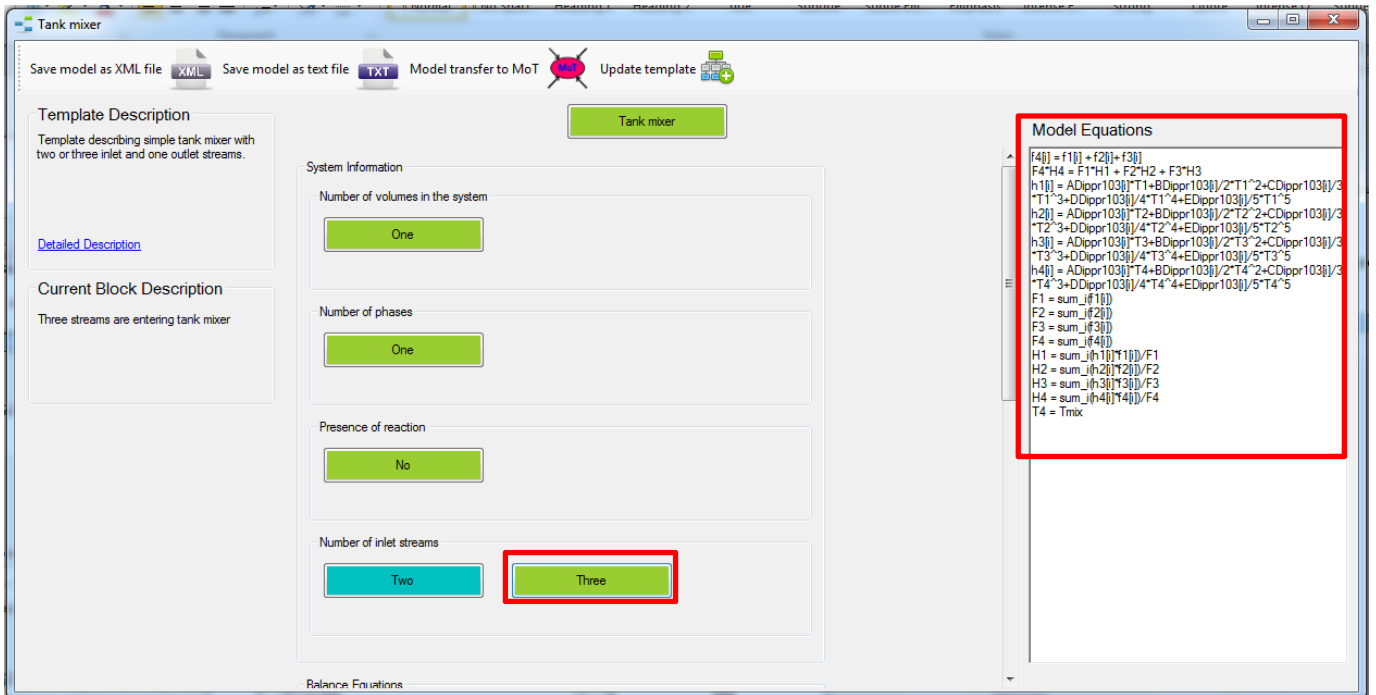 Tank mixer
Save model as XML file XML Save model as text file TXT Model transfer to MoT MoT Update template
Template Description
Template describing simple tank mixer with
two or three inlet and one outlet streams.
Detailed Description
Current Block Description
Three streams are entering tank mixer
Tank mixer
System Information
Number of volumes in the system
One
Number of phases
One
Presence of reaction
No
Number of inlet streams
Two Three
Balance Equations
Model Equations
f4[i] = f1[i] + f2[i]+ f3[i]
F4*H4 = F1*H1 + F2*H2 + F3*H3
h1[i] = ADippr103[i]*T1+BDippr103[i]/2*T1^2+CDippr103[i]/3
*T1^3+DDippr103[i]/4*T1^4+EDippr103[i]/5*T1^5
h2[i] = ADippr103[i]*T2+BDippr103[i]/2*T2^2+CDippr103[i]/3
*T2^3+DDippr103[i]/4*T2^4+EDippr103[i]/5*T2^5
h3[i] = ADippr103[i]*T3+BDippr103[i]/2*T3^2+CDippr103[i]/3
*T3^3+DDippr103[i]/4*T3^4+EDippr103[i]/5*T3^5
h4[i] = ADippr103[i]*T4+BDippr103[i]/2*T4^2+CDippr103[i]/3
*T4^3+DDippr103[i]/4*T4^4+EDippr103[i]/5*T4^5
F1 = sum_i(f1[i])
F2 = sum_i(f2[i])
F3 = sum_i(f3[i])
F4 = sum_i(f4[i])
H1 = sum_i(h1[i]*f1[i])/F1
H2 = sum_i(h2[i]*f2[i])/F2
H3 = sum_i(h3[i]*f3[i])/F3
H4 = sum_i(h4[i]*f4[i])/F4
T4 = Tmix